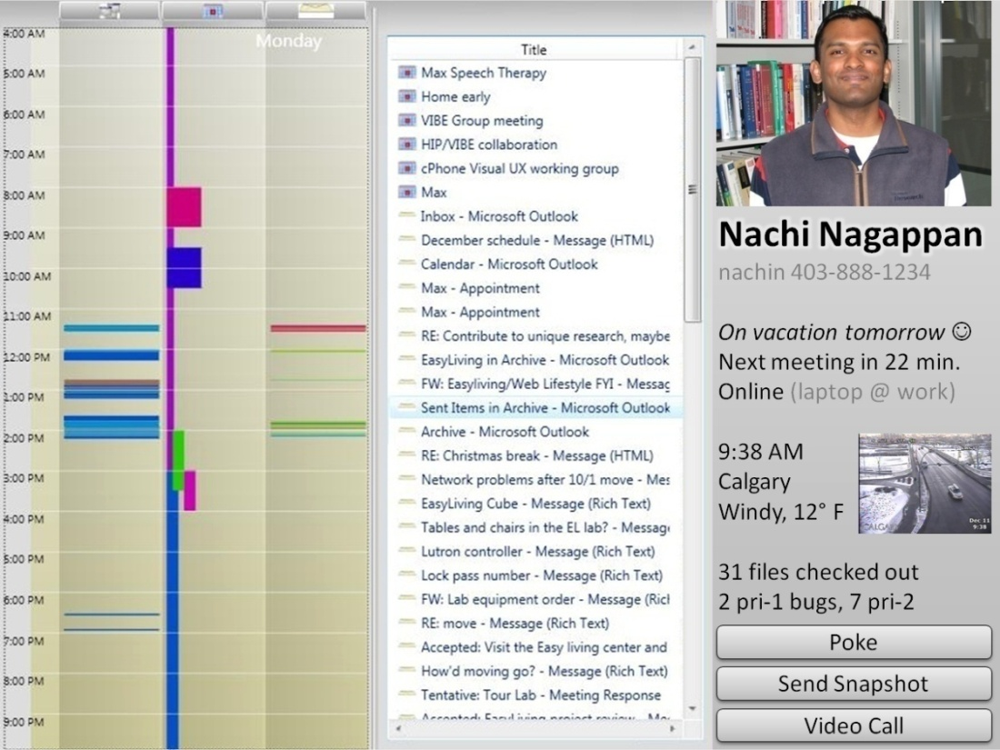 Monday
4:00 AM
5:00 AM
6:00 AM
7:00 AM
8:00 AM
9:00 AM
10:00 AM
11:00 AM
12:00 PM
1:00 PM
2:00 PM
3:00 PM
4:00 PM
5:00 PM
6:00 PM
7:00 PM
8:00 PM
9:00 PM
Title
Max Speech Therapy
Home early
VIBE Group meeting
HIP/VIBE collaboration
cPhone Visual UX working group
Max
Inbox - Microsoft Outlook
December schedule - Message (HTML)
Calendar - Microsoft Outlook
Max - Appointment
Max - Appointment
RE: Contribute to unique research, maybe
EasyLiving in Archive - Microsoft Outlook
FW: Easyliving/Web Lifestyle FYI - Messag
Sent Items in Archive - Microsoft Outlook
Archive - Microsoft Outlook
RE: Christmas break - Message (HTML)
Network problems after 10/1 move - Mes
EasyLiving Cube - Message (Rich Text)
Tables and chairs in the EL lab? - Message
Lutron controller - Message (Rich Text)
Lock pass number - Message (Rich Text)
FW: Lab equipment order - Message (Rich
RE: move - Message (Rich Text)
Accepted: Visit the Easy living center and
How'd moving go? - Message (Rich Text)
Tentative: Tour Lab - Meeting Response
Accepted: EasyLiving project review - Me
Nachi Nagappan
nachin 403-888-1234
On vacation tomorrow ☺
Next meeting in 22 min.
Online (laptop @ work)
9:38 AM
Calgary
Windy, 12° F
Dec 11
9:38
31 files checked out
2 pri-1 bugs, 7 pri-2
Poke
Send Snapshot
Video Call